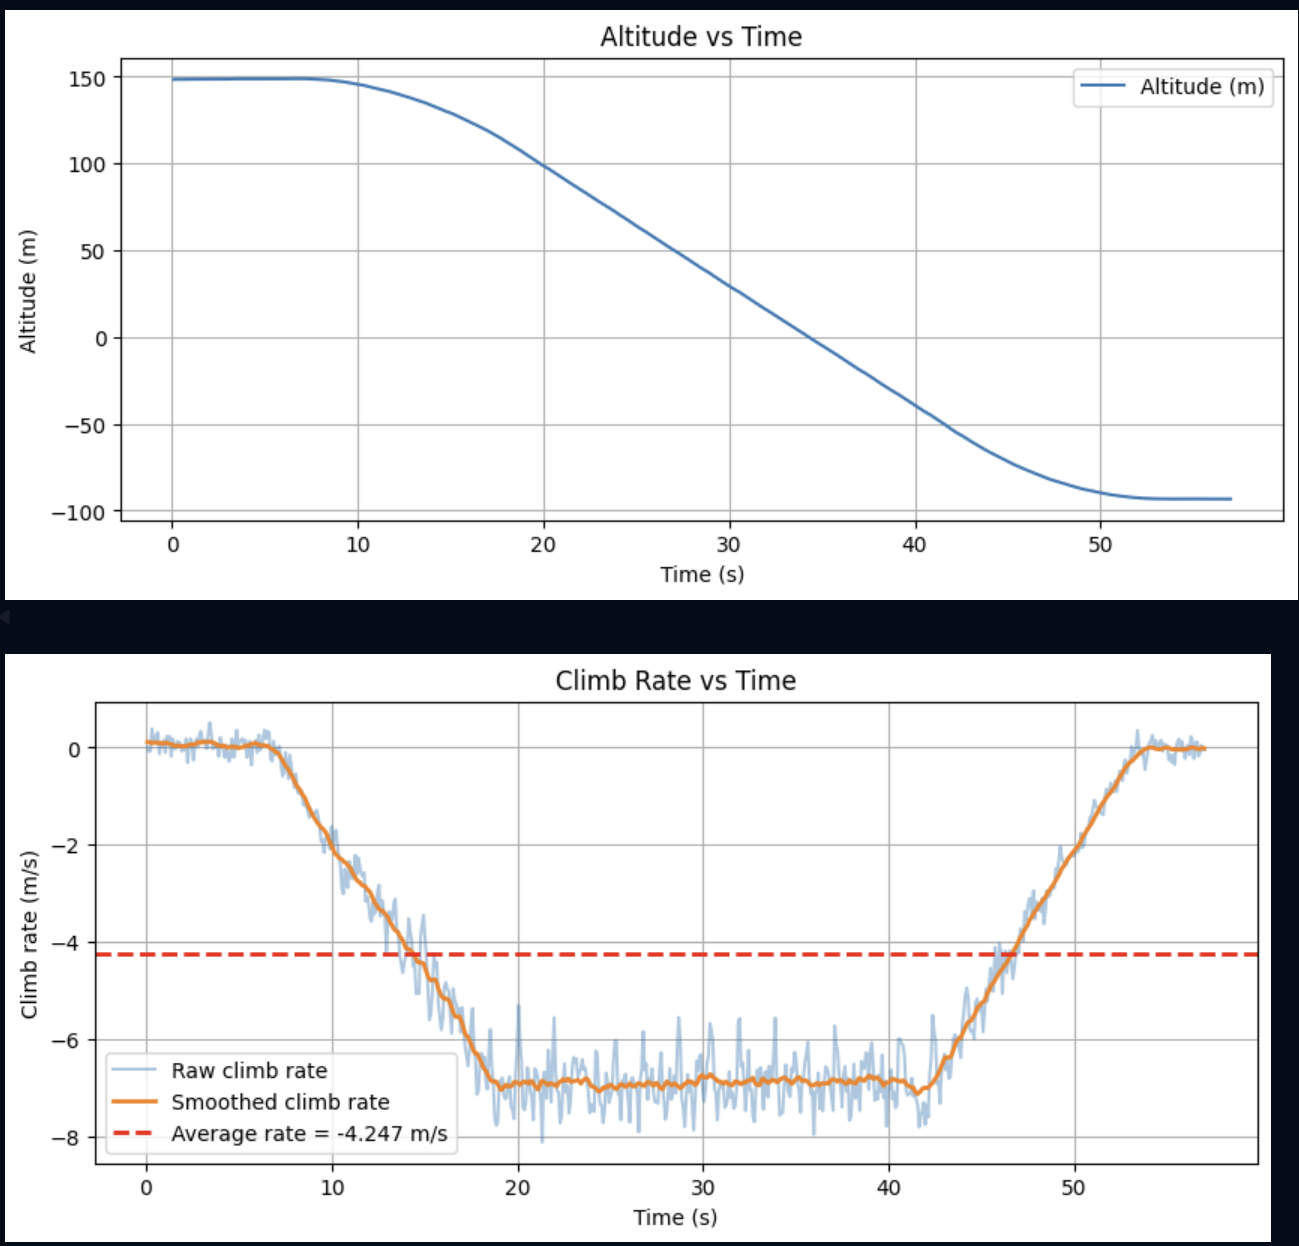 Altitude vs Time
Altitude (m)
150
100
50
0
−50
−100
Altitude (m)
0 10 20 30 40 50
Time (s)
Climb Rate vs Time
0
−2
−4
−6
−8
Climb rate (m/s)
Raw climb rate
Smoothed climb rate
Average rate = -4.247 m/s
0 10 20 30 40 50
Time (s)